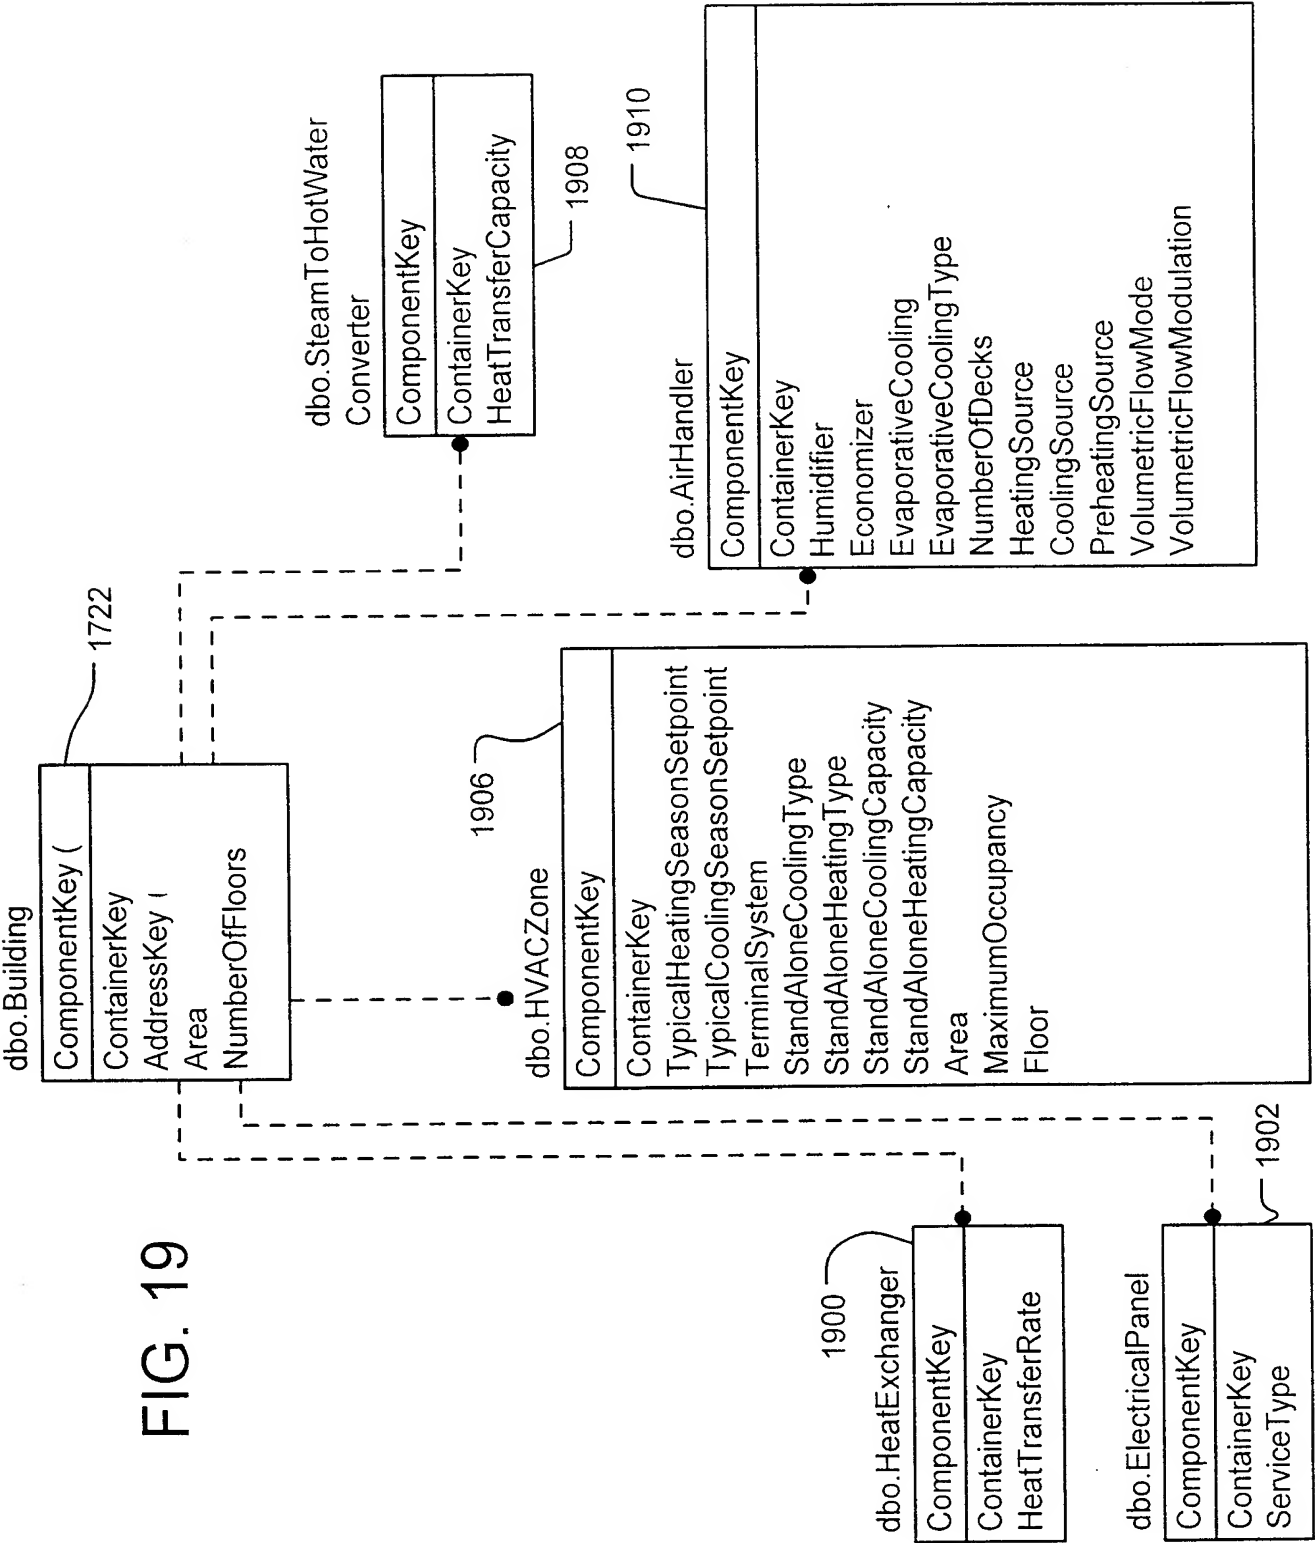 FIG. 19
dbo.Building
ComponentKey (
ContainerKey
AddressKey (
Area
NumberOfFloors
1722
dbo.SteamToHotWater
Converter
ComponentKey
ContainerKey
HeatTransferCapacity
1908
1900
dbo.HeatExchanger
ComponentKey
ContainerKey
HeatTransferRate
dbo.ElectricalPanel
ComponentKey
ContainerKey
ServiceType
1902
1906
dbo.HVACZone
ComponentKey
ContainerKey
TypicalHeatingSeasonSetpoint
TypicalCoolingSeasonSetpoint
TerminalSystem
StandAloneCoolingType
StandAloneHeatingType
StandAloneCoolingCapacity
StandAloneHeatingCapacity
Area
MaximumOccupancy
Floor
1910
dbo.AirHandler
ComponentKey
ContainerKey
Humidifier
Economizer
EvaporativeCooling
EvaporativeCoolingType
NumberOfDecks
HeatingSource
CoolingSource
PreheatingSource
VolumetricFlowMode
VolumetricFlowModulation